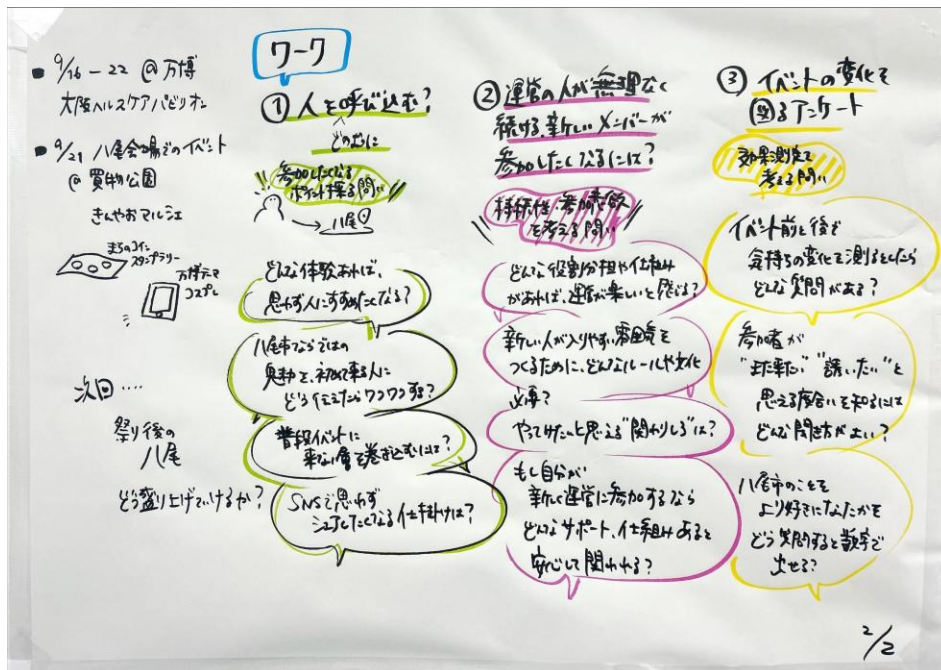 • 9/16-22 @万博
大阪ヘルスケアパビリオン
• 9/21 八尾会場でのイベント
@買物公園
きんやおマルシェ
まちのコイン
スタンプラリー
万博テーマ
コスプレ
次回‥‥
祭り後の
八尾
どう盛り上げていけるか?
ワーク
① 人を呼び込む?
どのように
参加したくなる
ポイント探る問い
八尾
どんな体験あれば、
思わず人にすすめたくなる?
八尾市ならではの
魅力を、初めて来る人に
どう伝えたらワクワクする?
普段イベントに
来ない層を巻き込むには?
SNSで思わず
シェアしたくなる仕掛けは?
② 運営の人が無理なく
続ける、新しいメンバーが
参加したくなるには?
持続性・参加意欲
を考える問い
どんな役割分担や仕組み
があれば、運営が楽しいと感じる?
新しい人が入りやすい雰囲気を
つくるために、どんなルールや文化
必要?
やってみたいと思える“関わりしろ”は?
もし自分が
新しく運営に参加するなら
どんなサポート、仕組みあると
安心して関われる?
③ イベントの変化を
図るアンケート
効果測定を
考える問い
イベント前と後で
気持ちの変化を測るとしたら
どんな質問がある?
参加者が
“また来たい”“誘いたい”と
思える度合いを知るには
どんな聞き方がよい?
八尾市のことを
より好きになったかを
どう質問すると数字で
出せる?
2/2